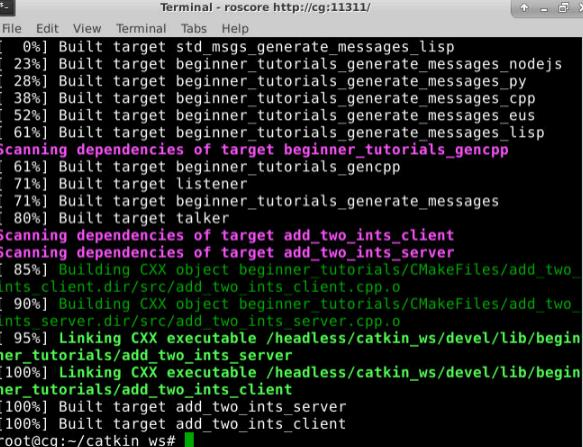 Terminal - roscore http://cg:11311/
File Edit View Terminal Tabs Help
[  0%] Built target std_msgs_generate_messages_lisp
[ 23%] Built target beginner_tutorials_generate_messages_nodejs
[ 28%] Built target beginner_tutorials_generate_messages_py
[ 38%] Built target beginner_tutorials_generate_messages_cpp
[ 52%] Built target beginner_tutorials_generate_messages_eus
[ 61%] Built target beginner_tutorials_generate_messages_lisp
Scanning dependencies of target beginner_tutorials_gencpp
[ 61%] Built target beginner_tutorials_gencpp
[ 71%] Built target listener
[ 71%] Built target beginner_tutorials_generate_messages
[ 80%] Built target talker
Scanning dependencies of target add_two_ints_client
Scanning dependencies of target add_two_ints_server
[ 85%] Building CXX object beginner_tutorials/CMakeFiles/add_two_
ints_client.dir/src/add_two_ints_client.cpp.o
[ 90%] Building CXX object beginner_tutorials/CMakeFiles/add_two_
ints_server.dir/src/add_two_ints_server.cpp.o
[ 95%] Linking CXX executable /headless/catkin_ws/devel/lib/begin
ner_tutorials/add_two_ints_server
[100%] Linking CXX executable /headless/catkin_ws/devel/lib/begin
ner_tutorials/add_two_ints_client
[100%] Built target add_two_ints_server
[100%] Built target add_two_ints_client
root@cg:~/catkin_ws#